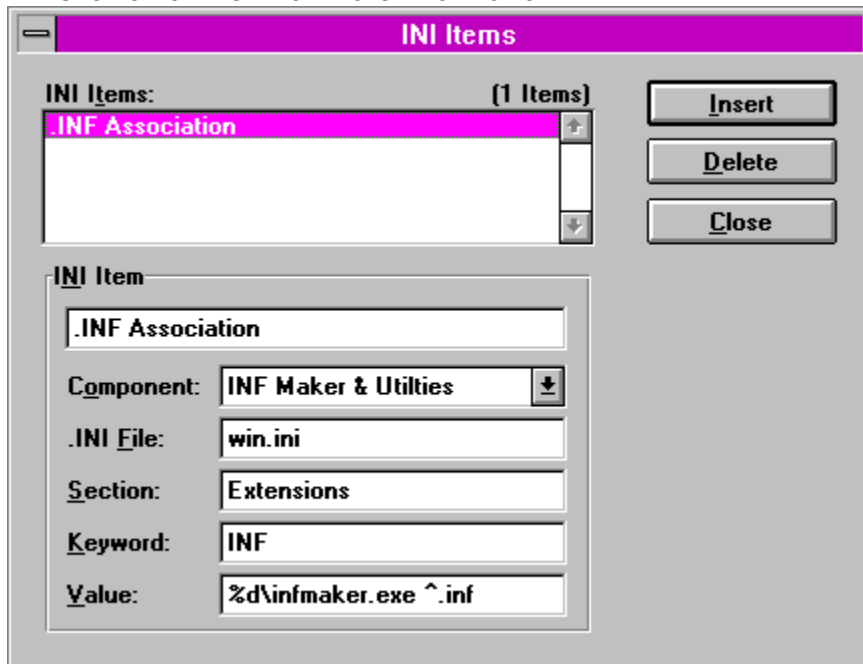 INI Items
INI Items: (1 Items)
.INF Association
Insert
Delete
Close
INI Item
.INF Association
Component: INF Maker & Utilties
.INI File: win.ini
Section: Extensions
Keyword: INF
Value: %d\infmaker.exe ^.inf